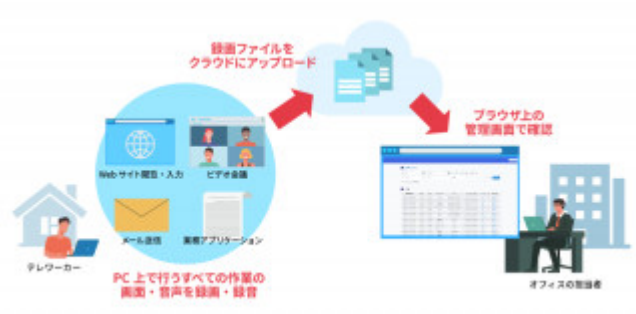 録画ファイルを
クラウドにアップロード
ブラウザ上の
管理画面で確認
Webサイト閲覧・入力
ビデオ会議
メール送信
業務アプリケーション
テレワーカー
PC上で行うすべての作業の
画面・音声を録画・録音
オフィスの担当者